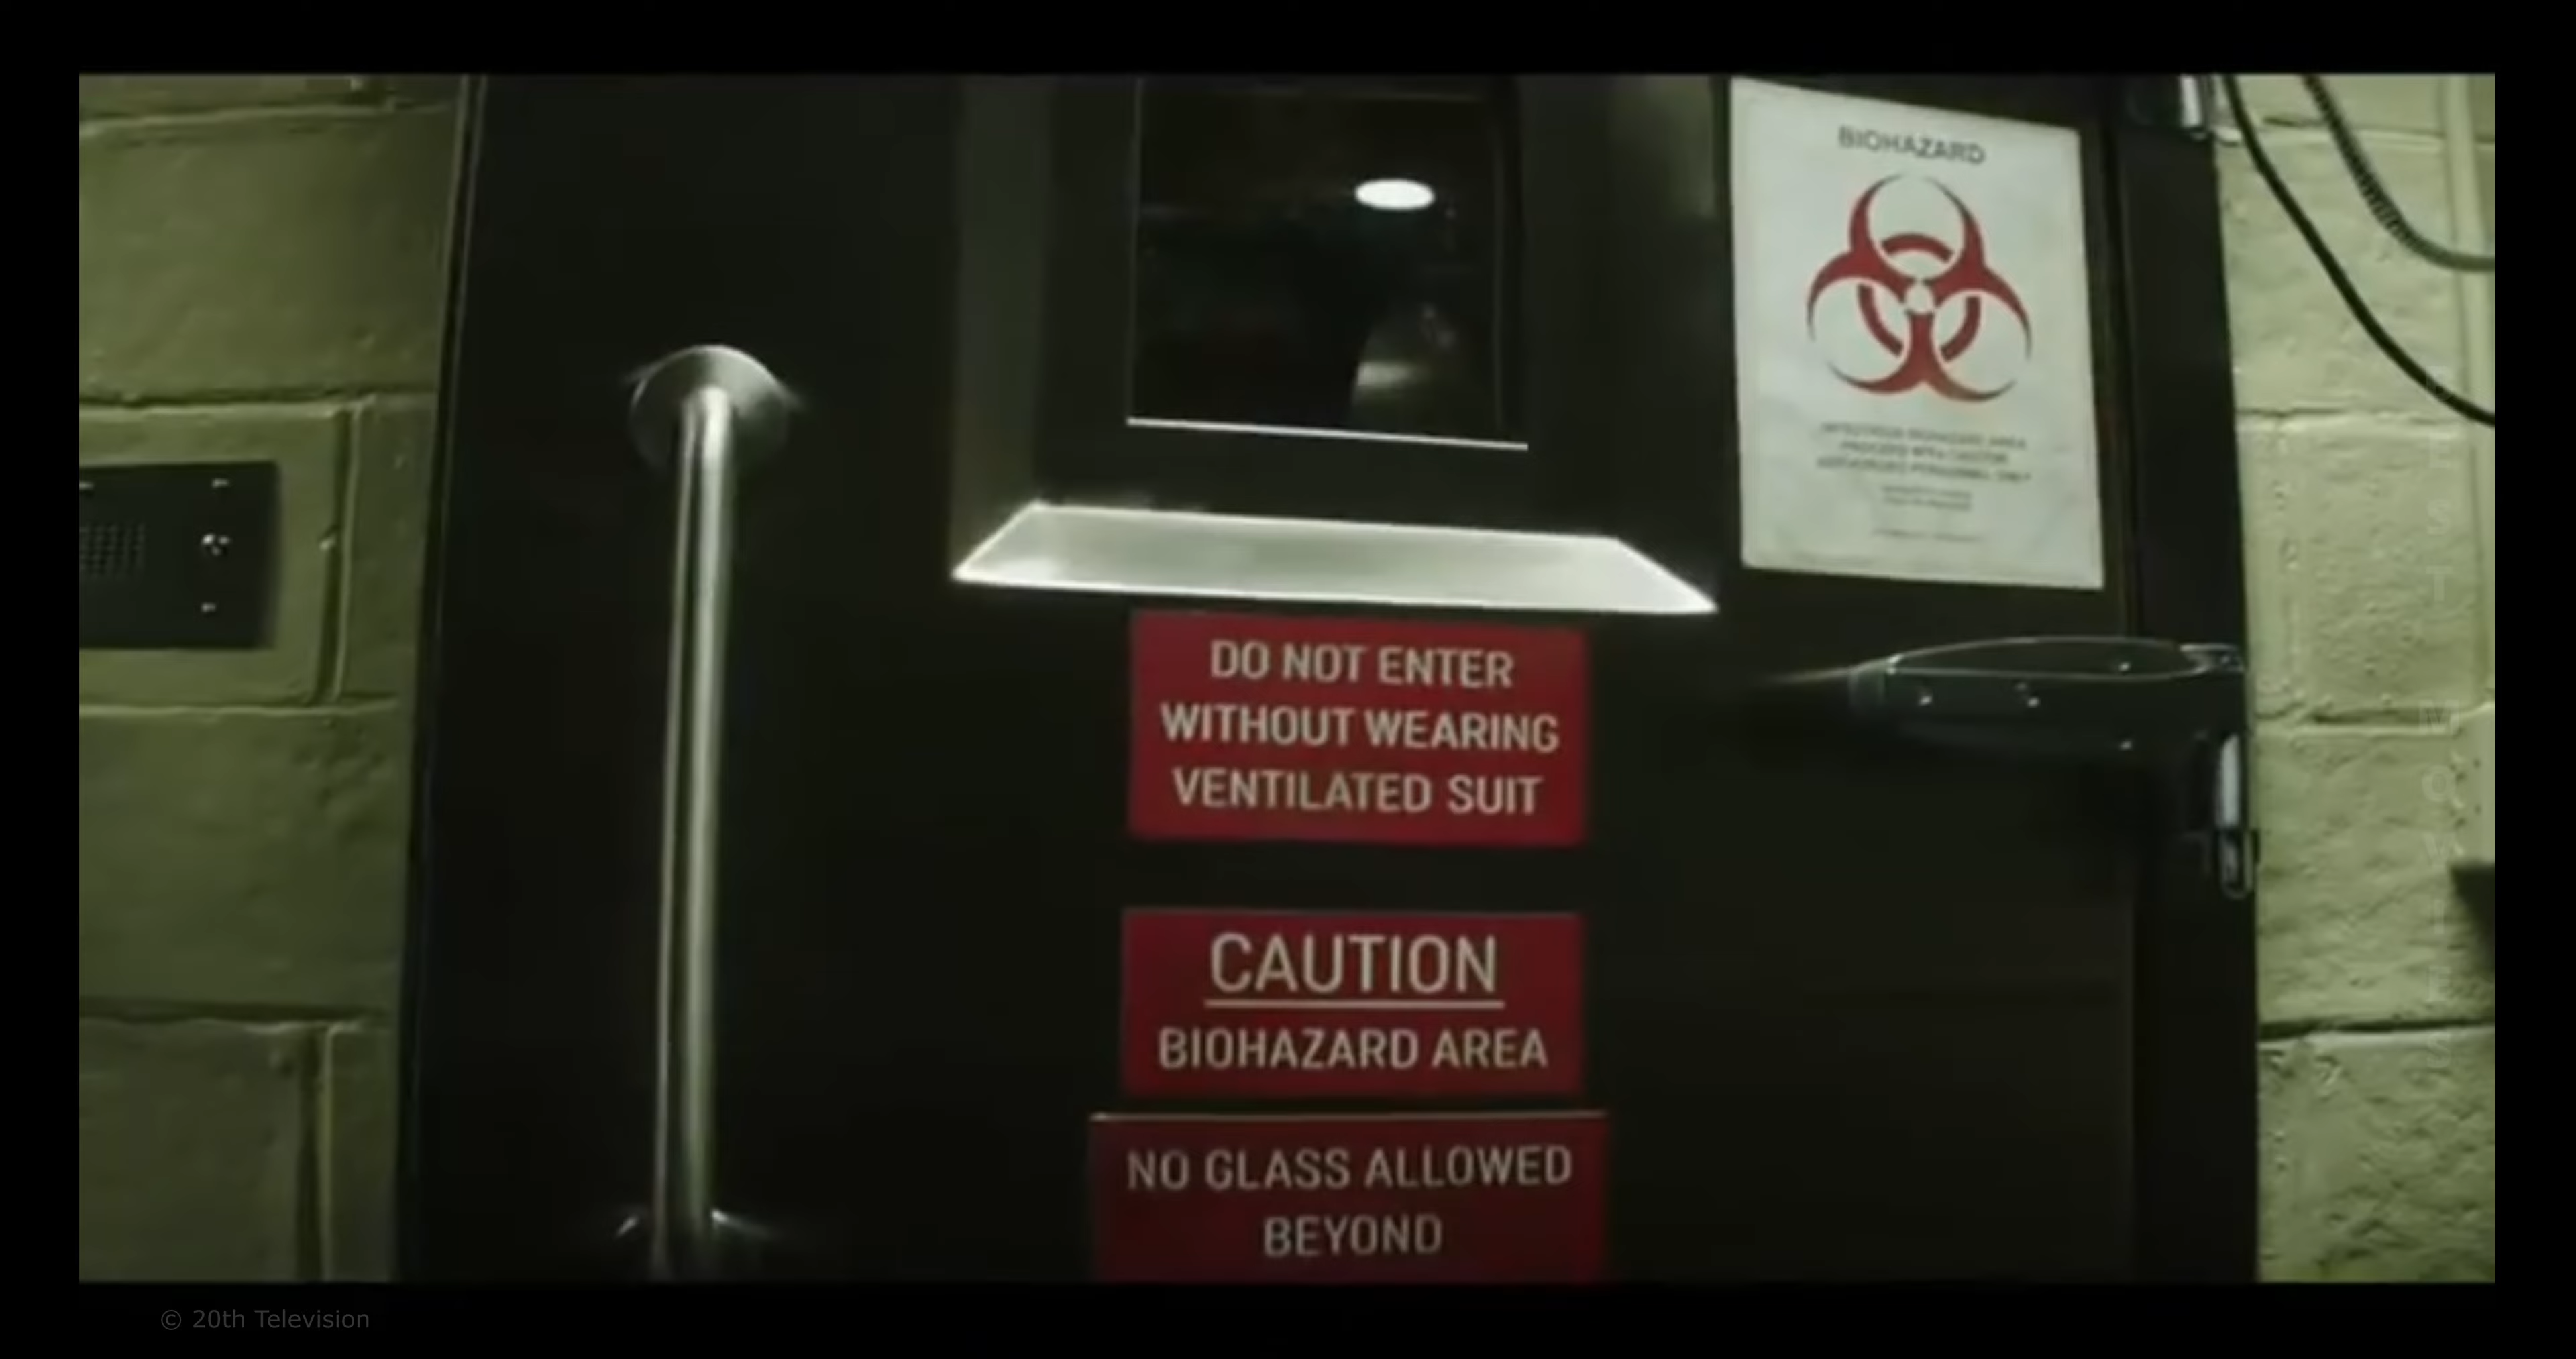 BIOHAZARD
DO NOT ENTER
WITHOUT WEARING
VENTILATED SUIT
CAUTION
BIOHAZARD AREA
NO GLASS ALLOWED
BEYOND
© 20th Television